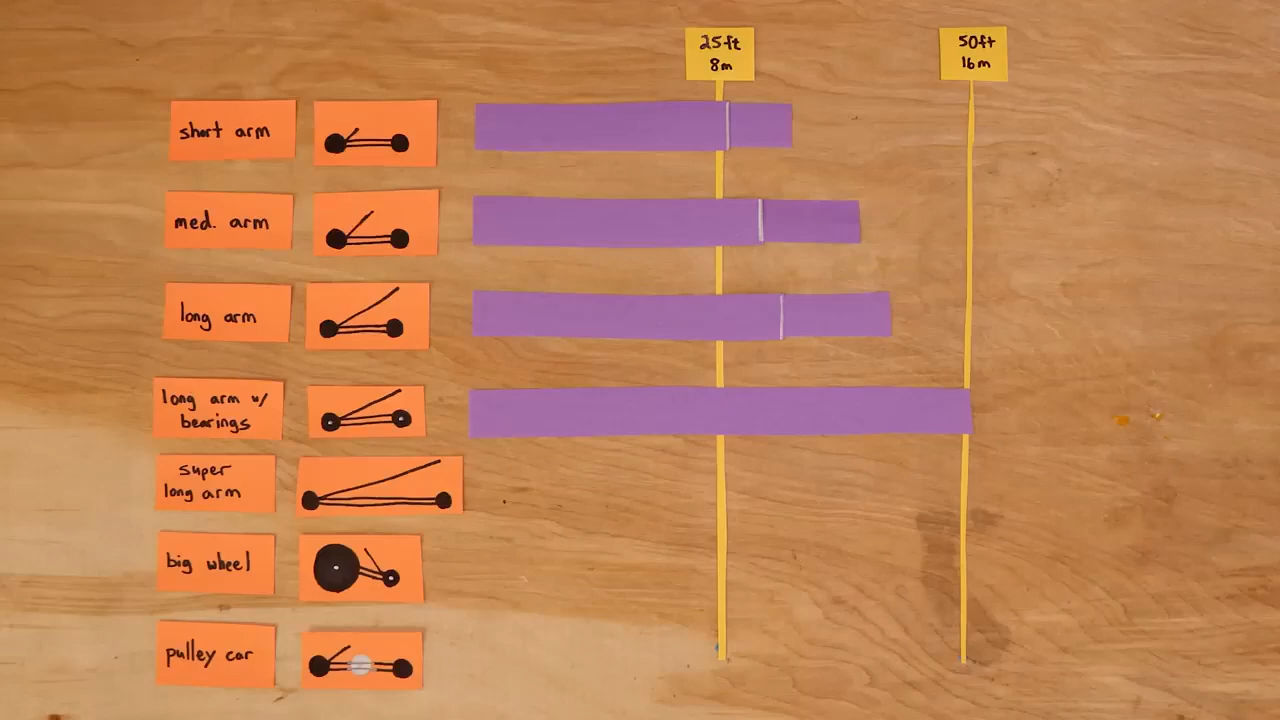 25ft
8m
50ft
16m
short arm
med. arm
long arm
long arm w/
bearings
super
long arm
big wheel
pulley car